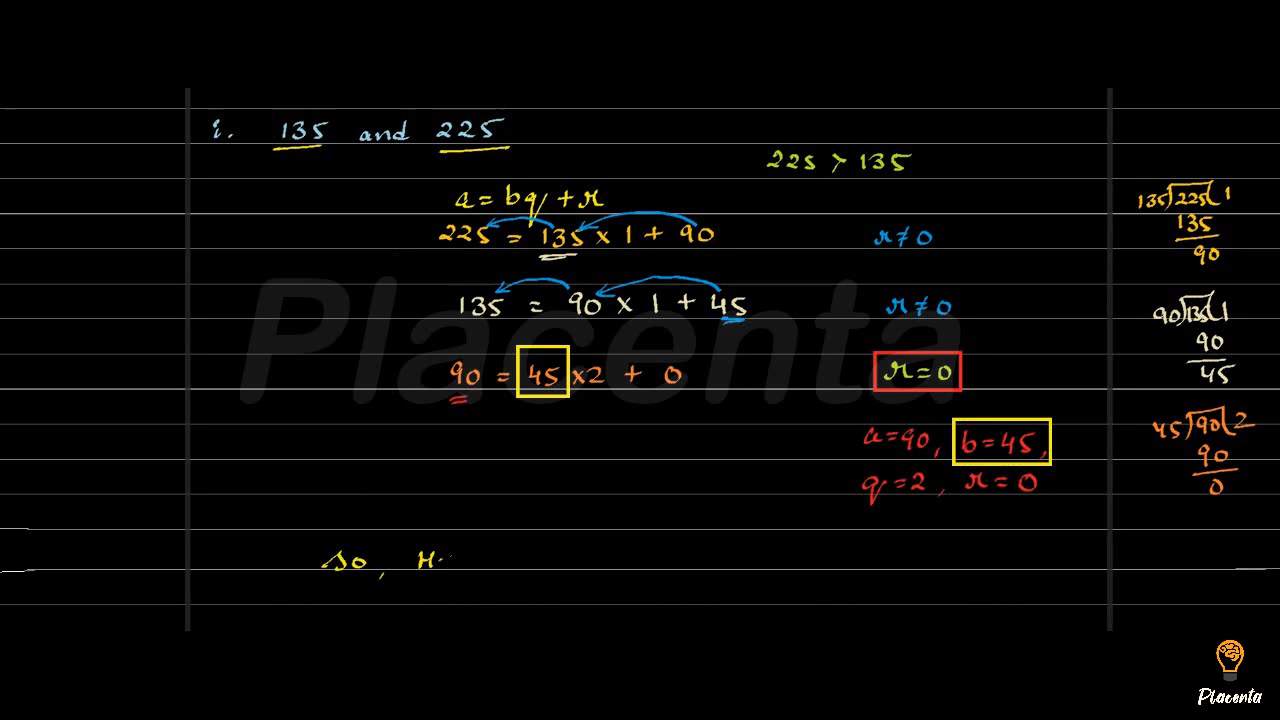 i. 135 and 225
225 > 135
a = bq + r
225 = 135 × 1 + 90
r ≠ 0
135 = 90 × 1 + 45
r ≠ 0
90 = 45 ×2 + 0
r = 0
a = 90, b = 45,
q = 2, r = 0
So, H.
135)225(1
135
90
90)135(1
90
45
45)90(2
90
0
Placenta
Placenta